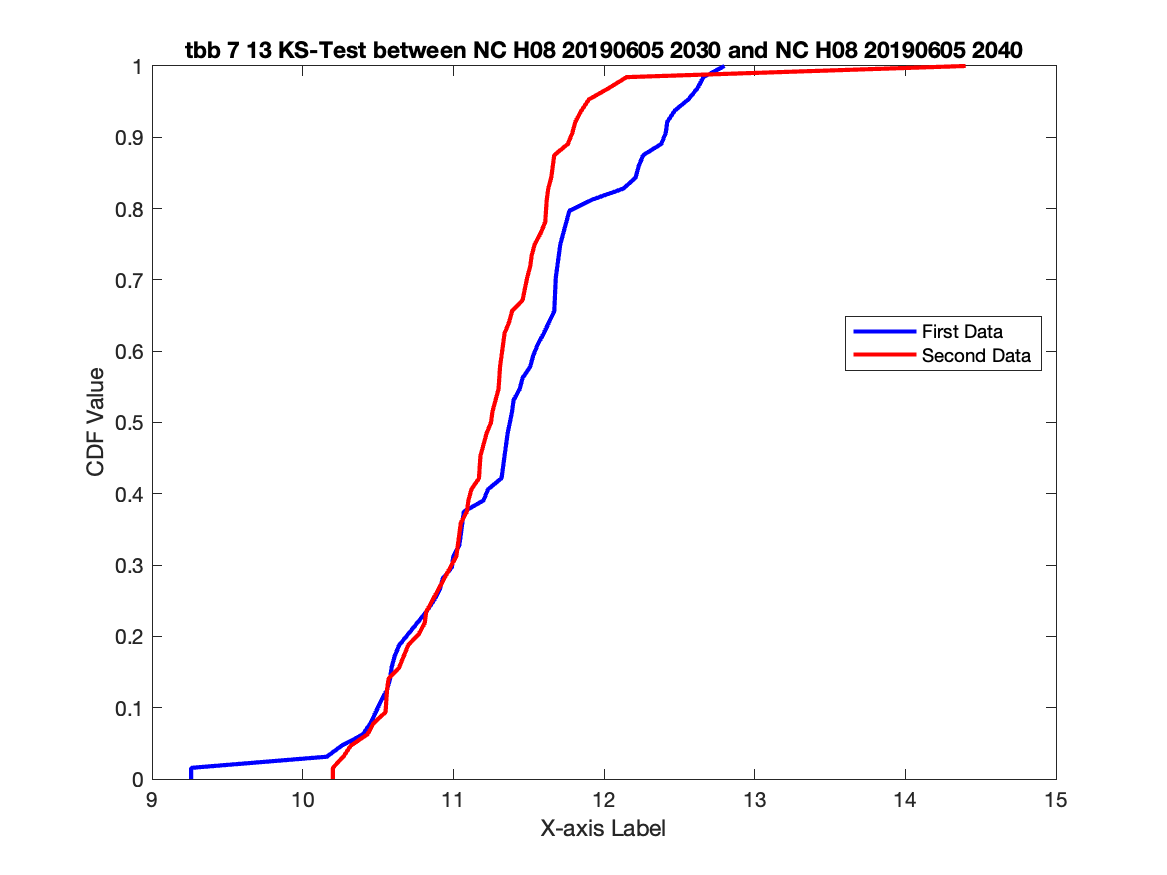 tbb 7 13 KS-Test between NC H08 20190605 2030 and NC H08 20190605 2040
1
0.9
0.8
0.7
0.6
0.5
0.4
0.3
0.2
0.1
0
CDF Value
First Data
Second Data
9 10 11 12 13 14 15
X-axis Label